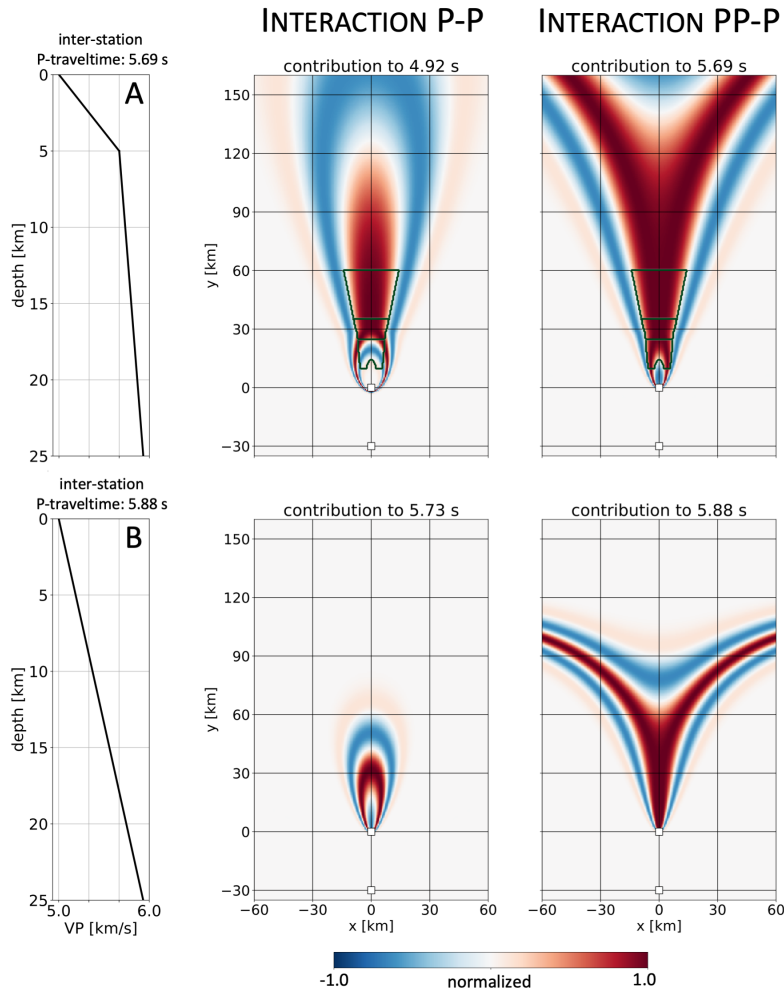 INTERACTION P-P
INTERACTION PP-P
inter-station
P-traveltime: 5.69 s
contribution to 4.92 s
contribution to 5.69 s
A
0
5
10
15
20
25
depth [km]
150
120
90
60
30
0
−30
y [km]
inter-station
P-traveltime: 5.88 s
contribution to 5.73 s
contribution to 5.88 s
B
0
5
10
15
20
25
depth [km]
5.0
6.0
VP [km/s]
150
120
90
60
30
0
−30
y [km]
−60
−30
0
30
60
x [km]
−60
−30
0
30
60
x [km]
-1.0
normalized
1.0